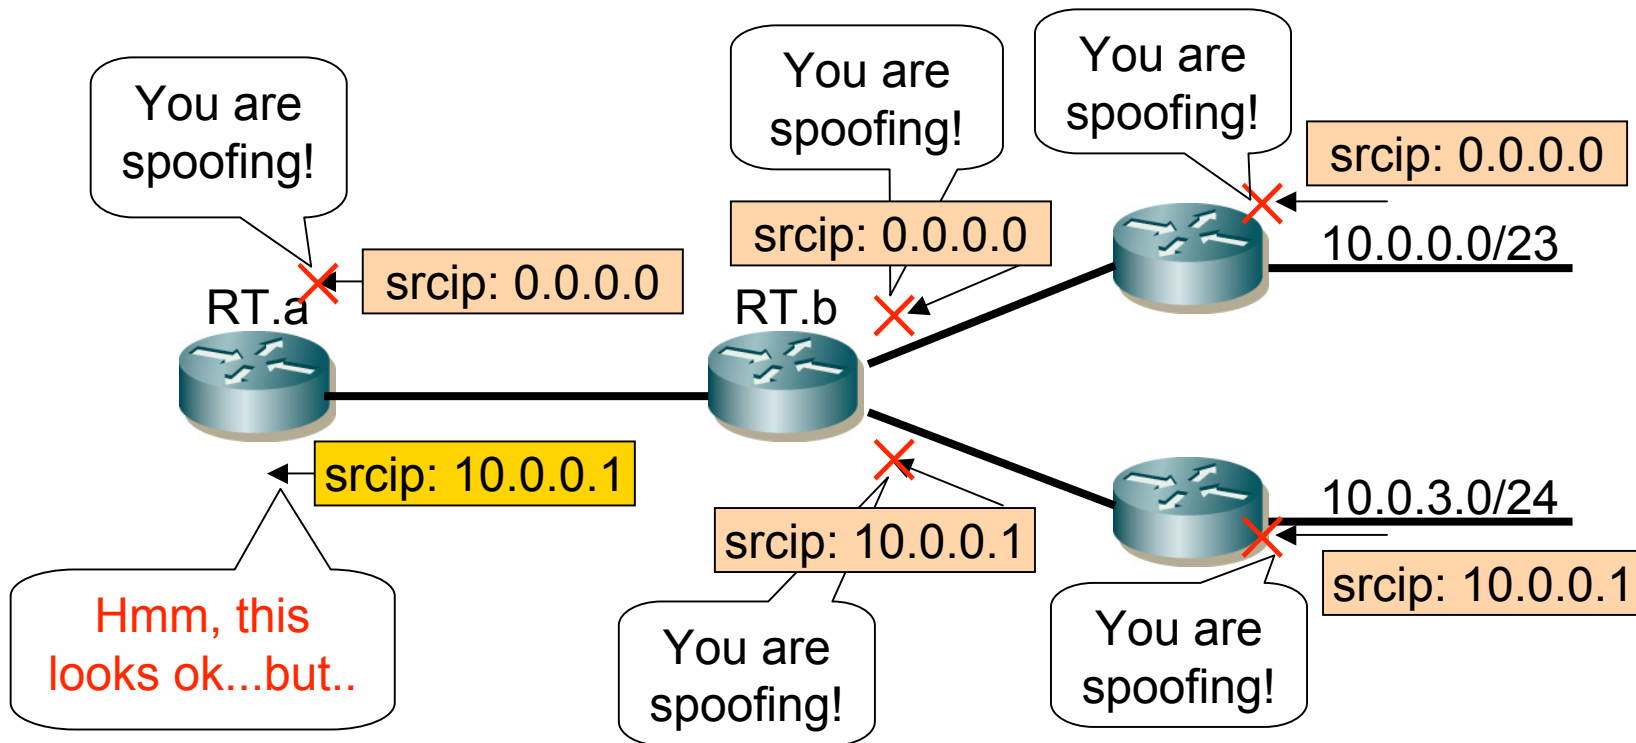 You are
spoofing!
You are
spoofing!
You are
spoofing!
srcip: 0.0.0.0
srcip: 0.0.0.0
10.0.0.0/23
srcip: 0.0.0.0
RT.a
RT.b
srcip: 10.0.0.1
10.0.3.0/24
srcip: 10.0.0.1
srcip: 10.0.0.1
Hmm, this
looks ok...but..
You are
spoofing!
You are
spoofing!